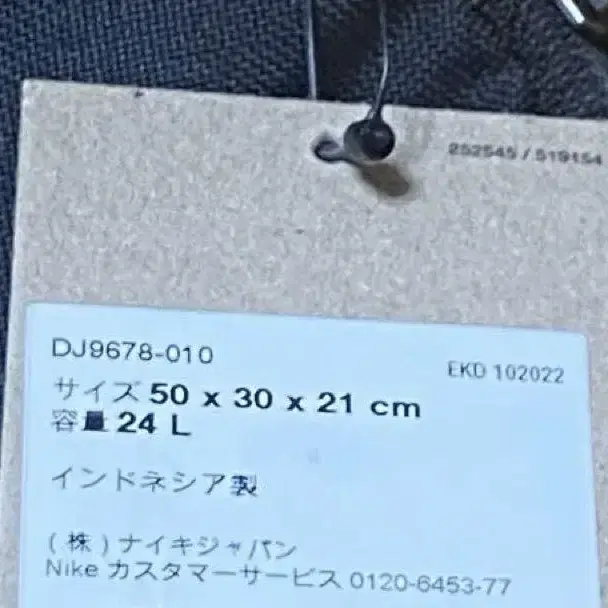 252545 / 519154
DJ9678-010
EKD 102022
サイズ 50 x 30 x 21 cm
容量 24 L
インドネシア製
(株)ナイキジャパン
Nike カスタマーサービス 0120-6453-77